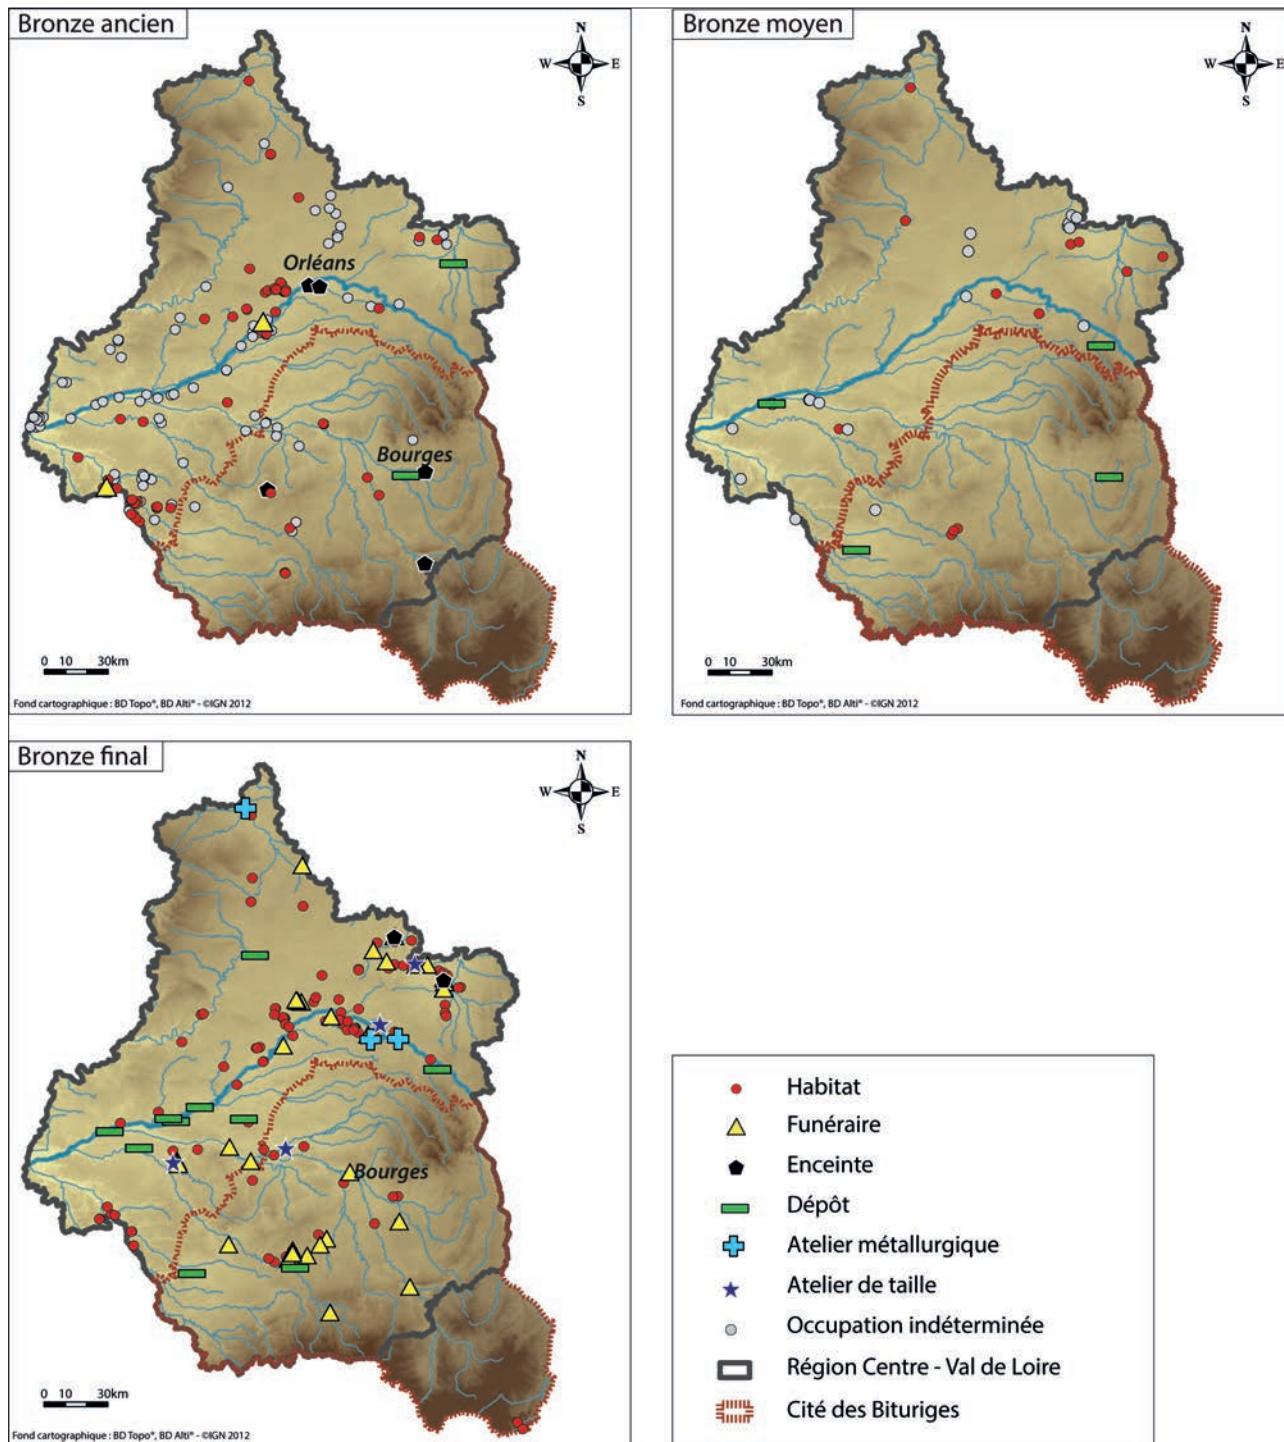 Bronze ancien
N
W E
S
Orléans
Bourges
0 10 30km
Fond cartographique : BD Topo®, BD Alti® - ©IGN 2012
Bronze moyen
N
W E
S
0 10 30km
Fond cartographique : BD Topo®, BD Alti® - ©IGN 2012
Bronze final
N
W E
S
Bourges
0 10 30km
Fond cartographique : BD Topo®, BD Alti® - ©IGN 2012
Habitat
Funéraire
Enceinte
Dépôt
Atelier métallurgique
Atelier de taille
Occupation indéterminée
Région Centre - Val de Loire
Cité des Bituriges